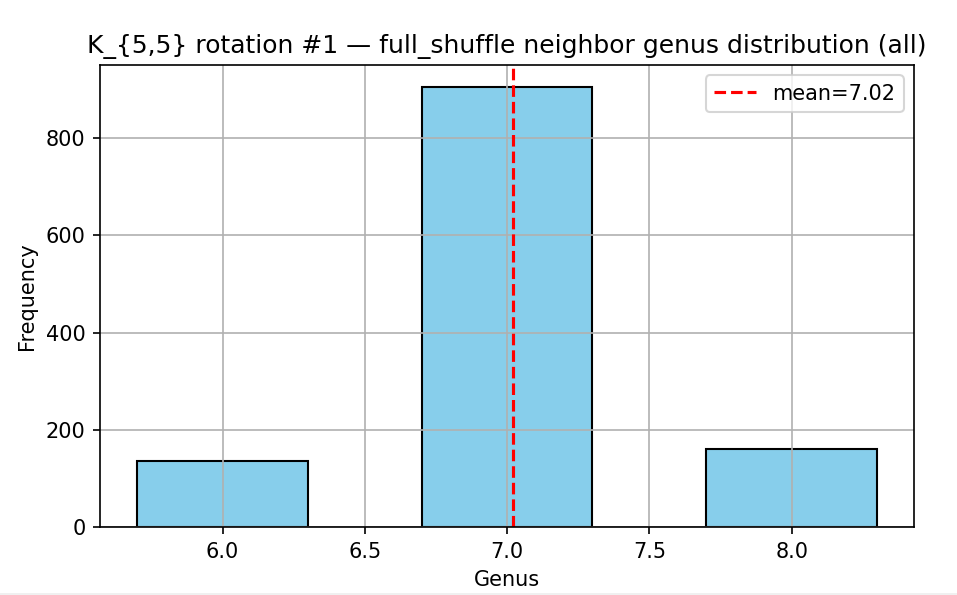 K_{5,5} rotation #1 — full_shuffle neighbor genus distribution (all)
mean=7.02
Frequency
800
600
400
200
0
6.0 6.5 7.0 7.5 8.0
Genus